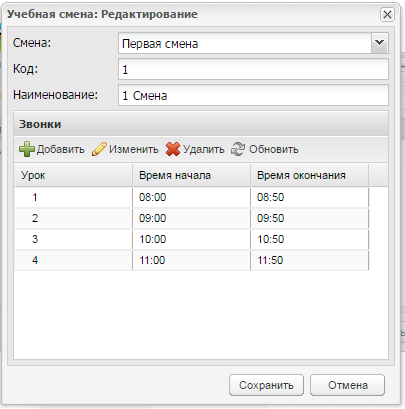 Учебная смена: Редактирование
Смена: Первая смена
Код: 1
Наименование: 1 Смена
Звонки
Добавить Изменить Удалить Обновить
Урок Время начала Время окончания
1 08:00 08:50
2 09:00 09:50
3 10:00 10:50
4 11:00 11:50
Сохранить Отмена